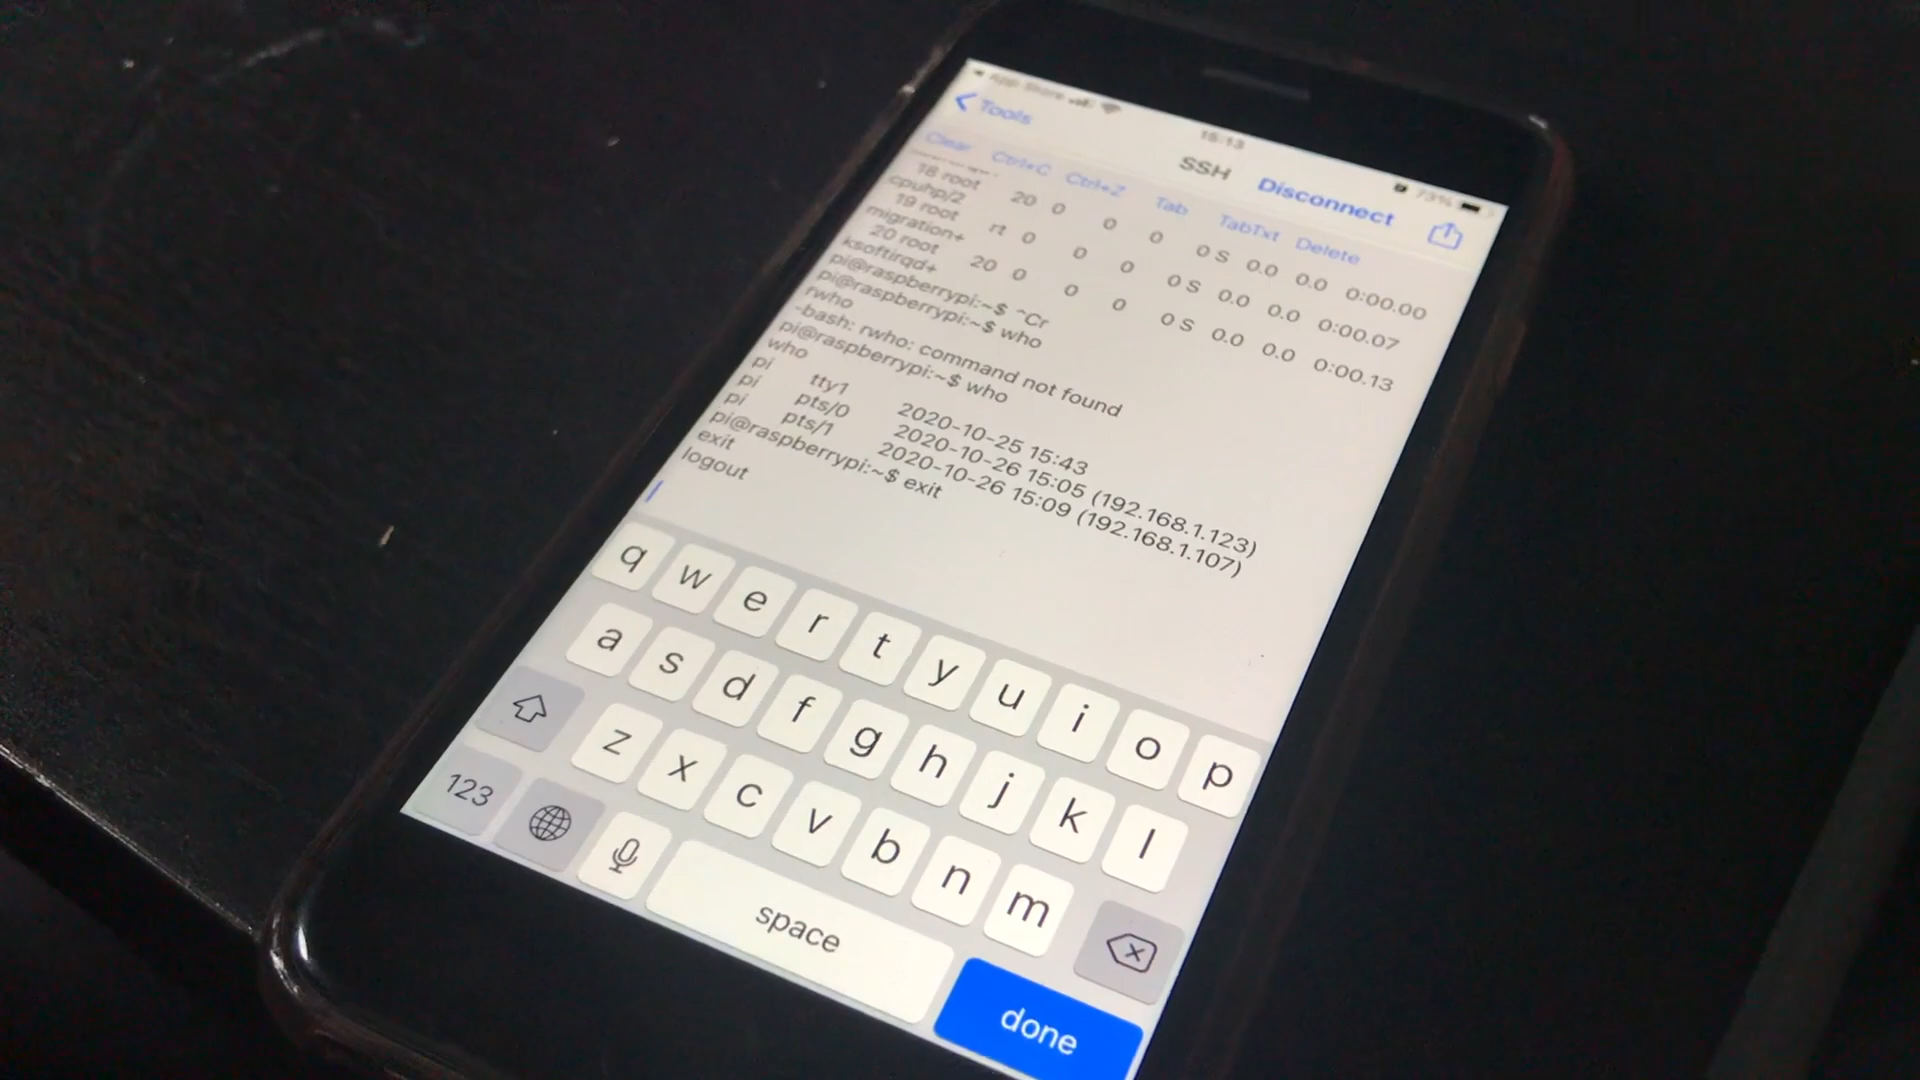 App Store
15:13
73%
Tools
SSH
Disconnect
Clear Ctrl+C Ctrl+Z Tab TabTxt Delete
18 root 20 0 0 0 0 S 0.0 0.0 0:00.00
cpuhp/2
19 root rt 0 0 0 0 S 0.0 0.0 0:00.07
migration+
20 root 20 0 0 0 0 S 0.0 0.0 0:00.13
ksoftirqd+
pi@raspberrypi:~$ ^Cr
pi@raspberrypi:~$ who
rwho
-bash: rwho: command not found
pi@raspberrypi:~$ who
who
pi tty1 2020-10-25 15:43
pi pts/0 2020-10-26 15:05 (192.168.1.123)
pi pts/1 2020-10-26 15:09 (192.168.1.107)
pi@raspberrypi:~$ exit
exit
logout
q w e r t y u i o p
a s d f g h j k l
z x c v b n m
123 space done